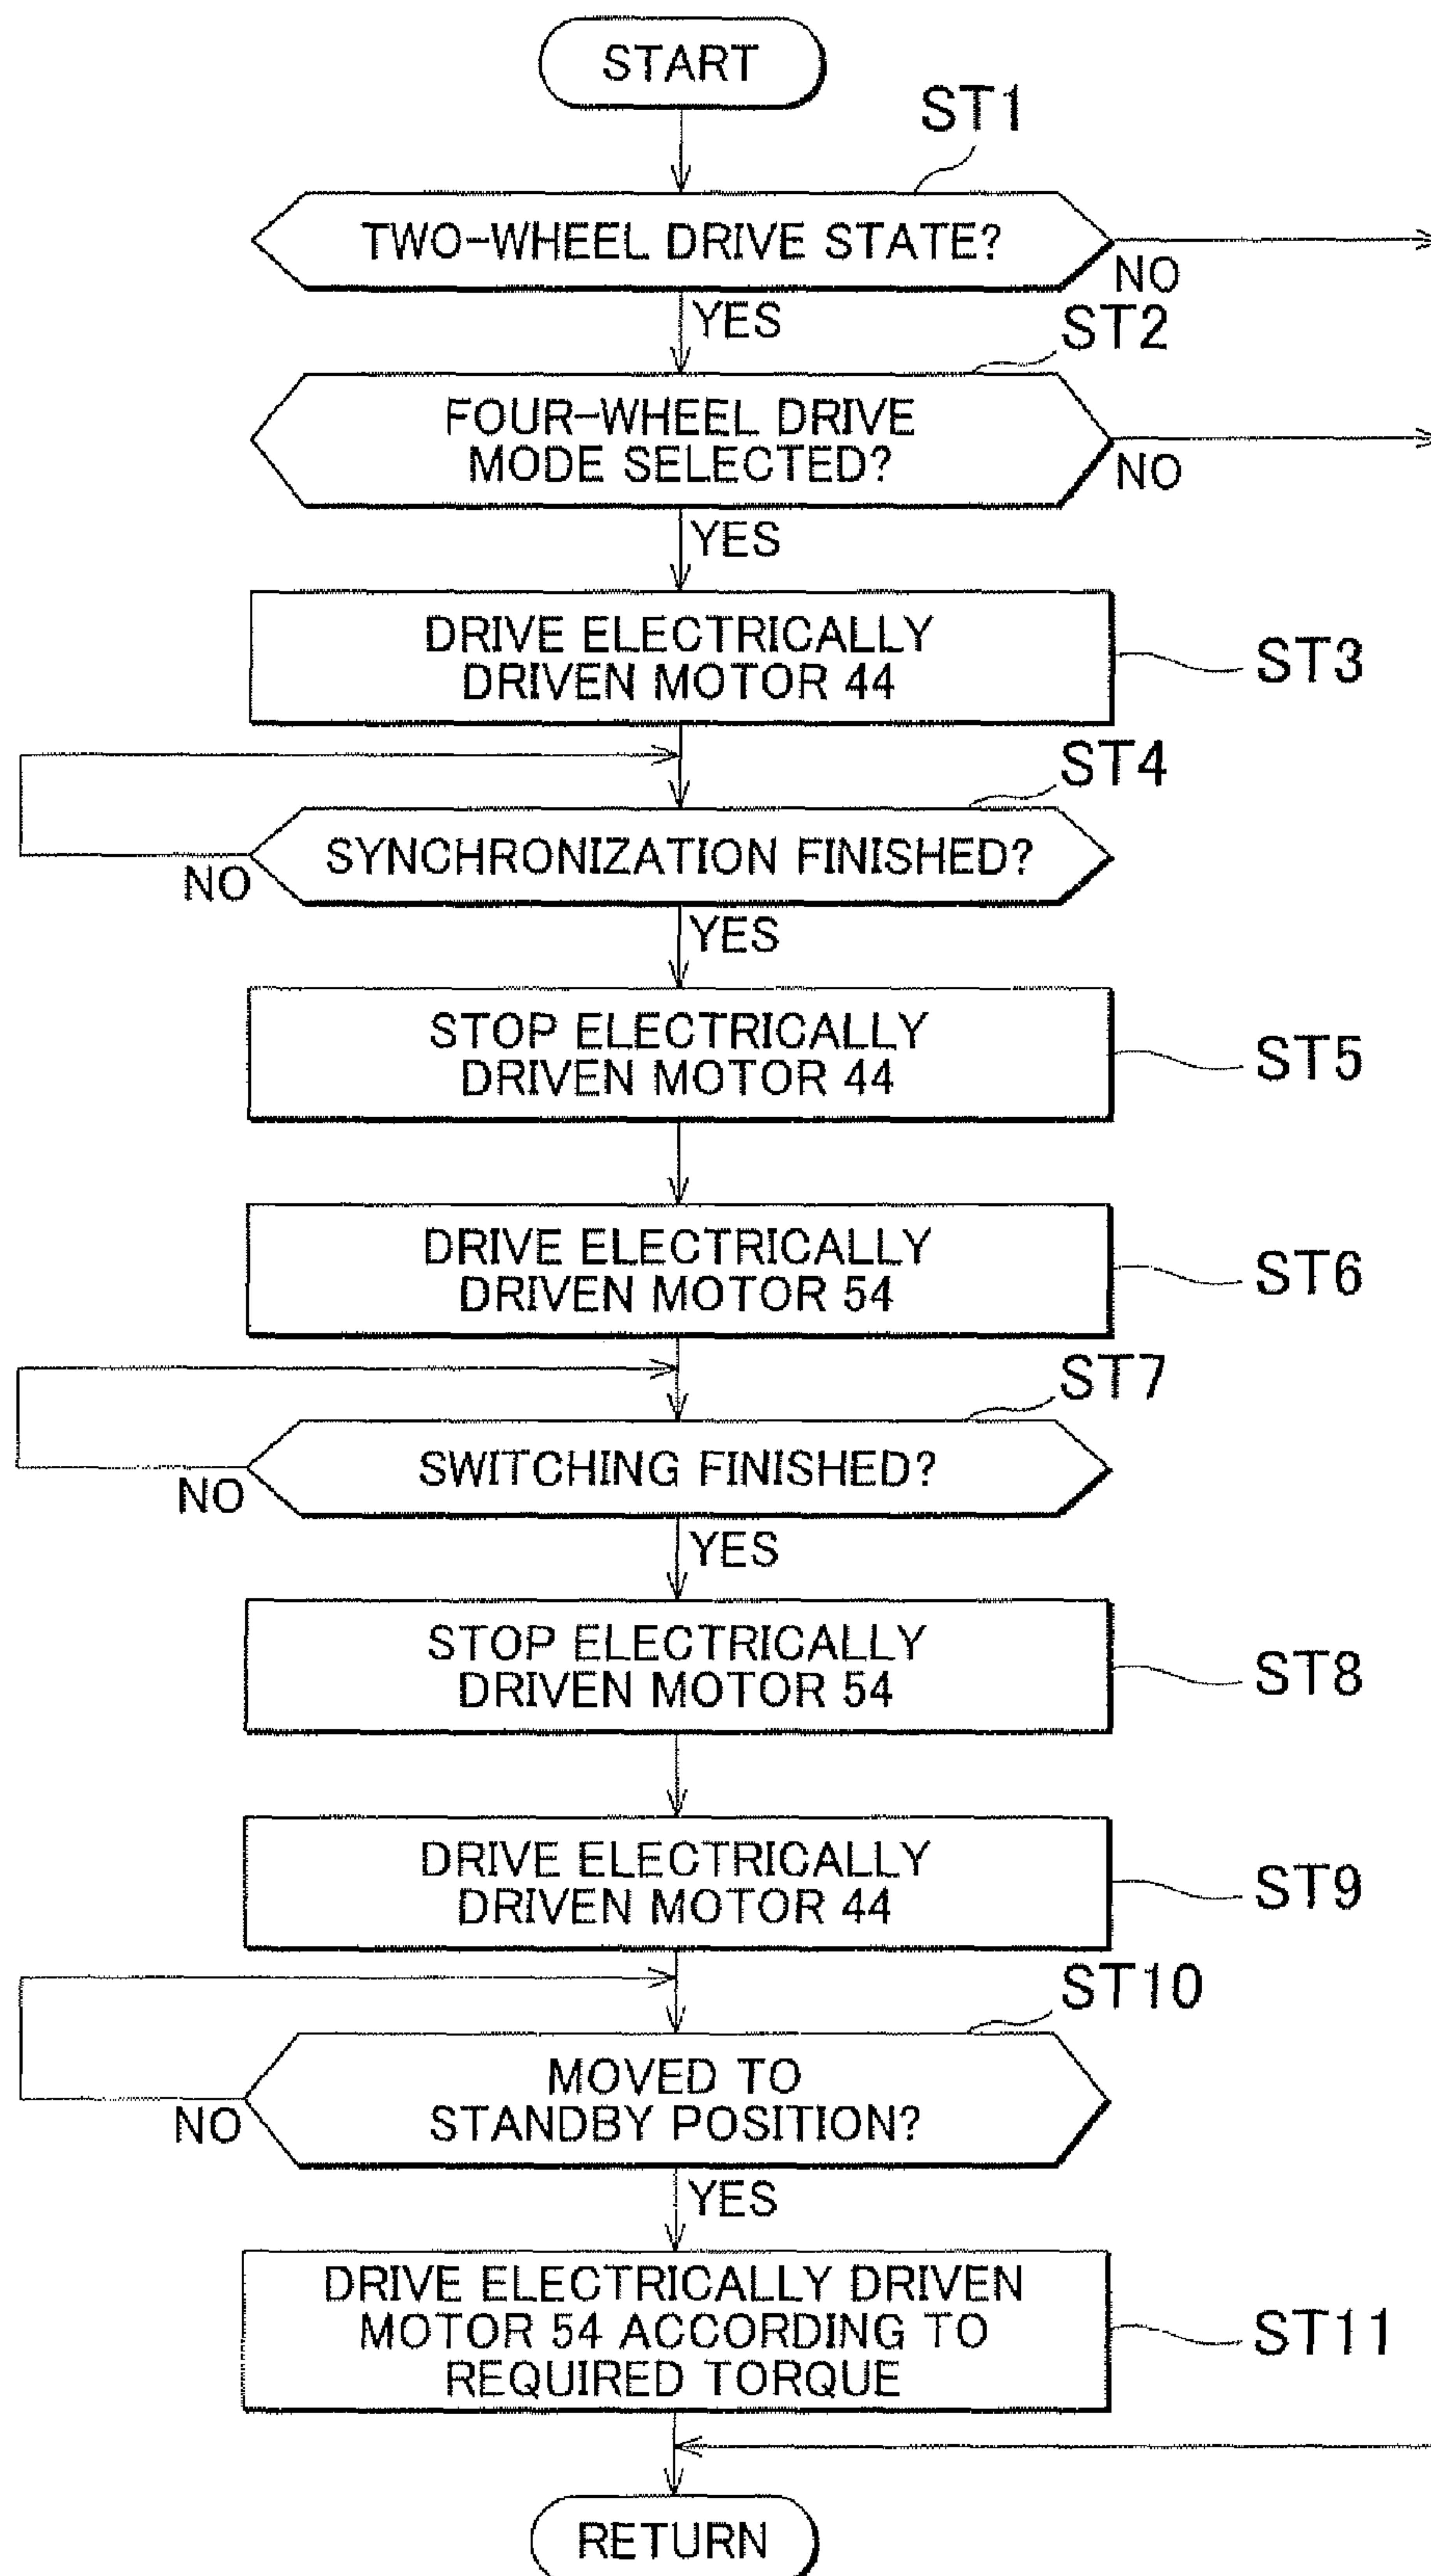 START
ST1
TWO-WHEEL DRIVE STATE?
NO
YES
ST2
FOUR-WHEEL DRIVE
MODE SELECTED?
NO
YES
DRIVE ELECTRICALLY
DRIVEN MOTOR 44
ST3
ST4
SYNCHRONIZATION FINISHED?
NO
YES
STOP ELECTRICALLY
DRIVEN MOTOR 44
ST5
DRIVE ELECTRICALLY
DRIVEN MOTOR 54
ST6
ST7
SWITCHING FINISHED?
NO
YES
STOP ELECTRICALLY
DRIVEN MOTOR 54
ST8
DRIVE ELECTRICALLY
DRIVEN MOTOR 44
ST9
ST10
MOVED TO
STANDBY POSITION?
NO
YES
DRIVE ELECTRICALLY DRIVEN
MOTOR 54 ACCORDING TO
REQUIRED TORQUE
ST11
RETURN